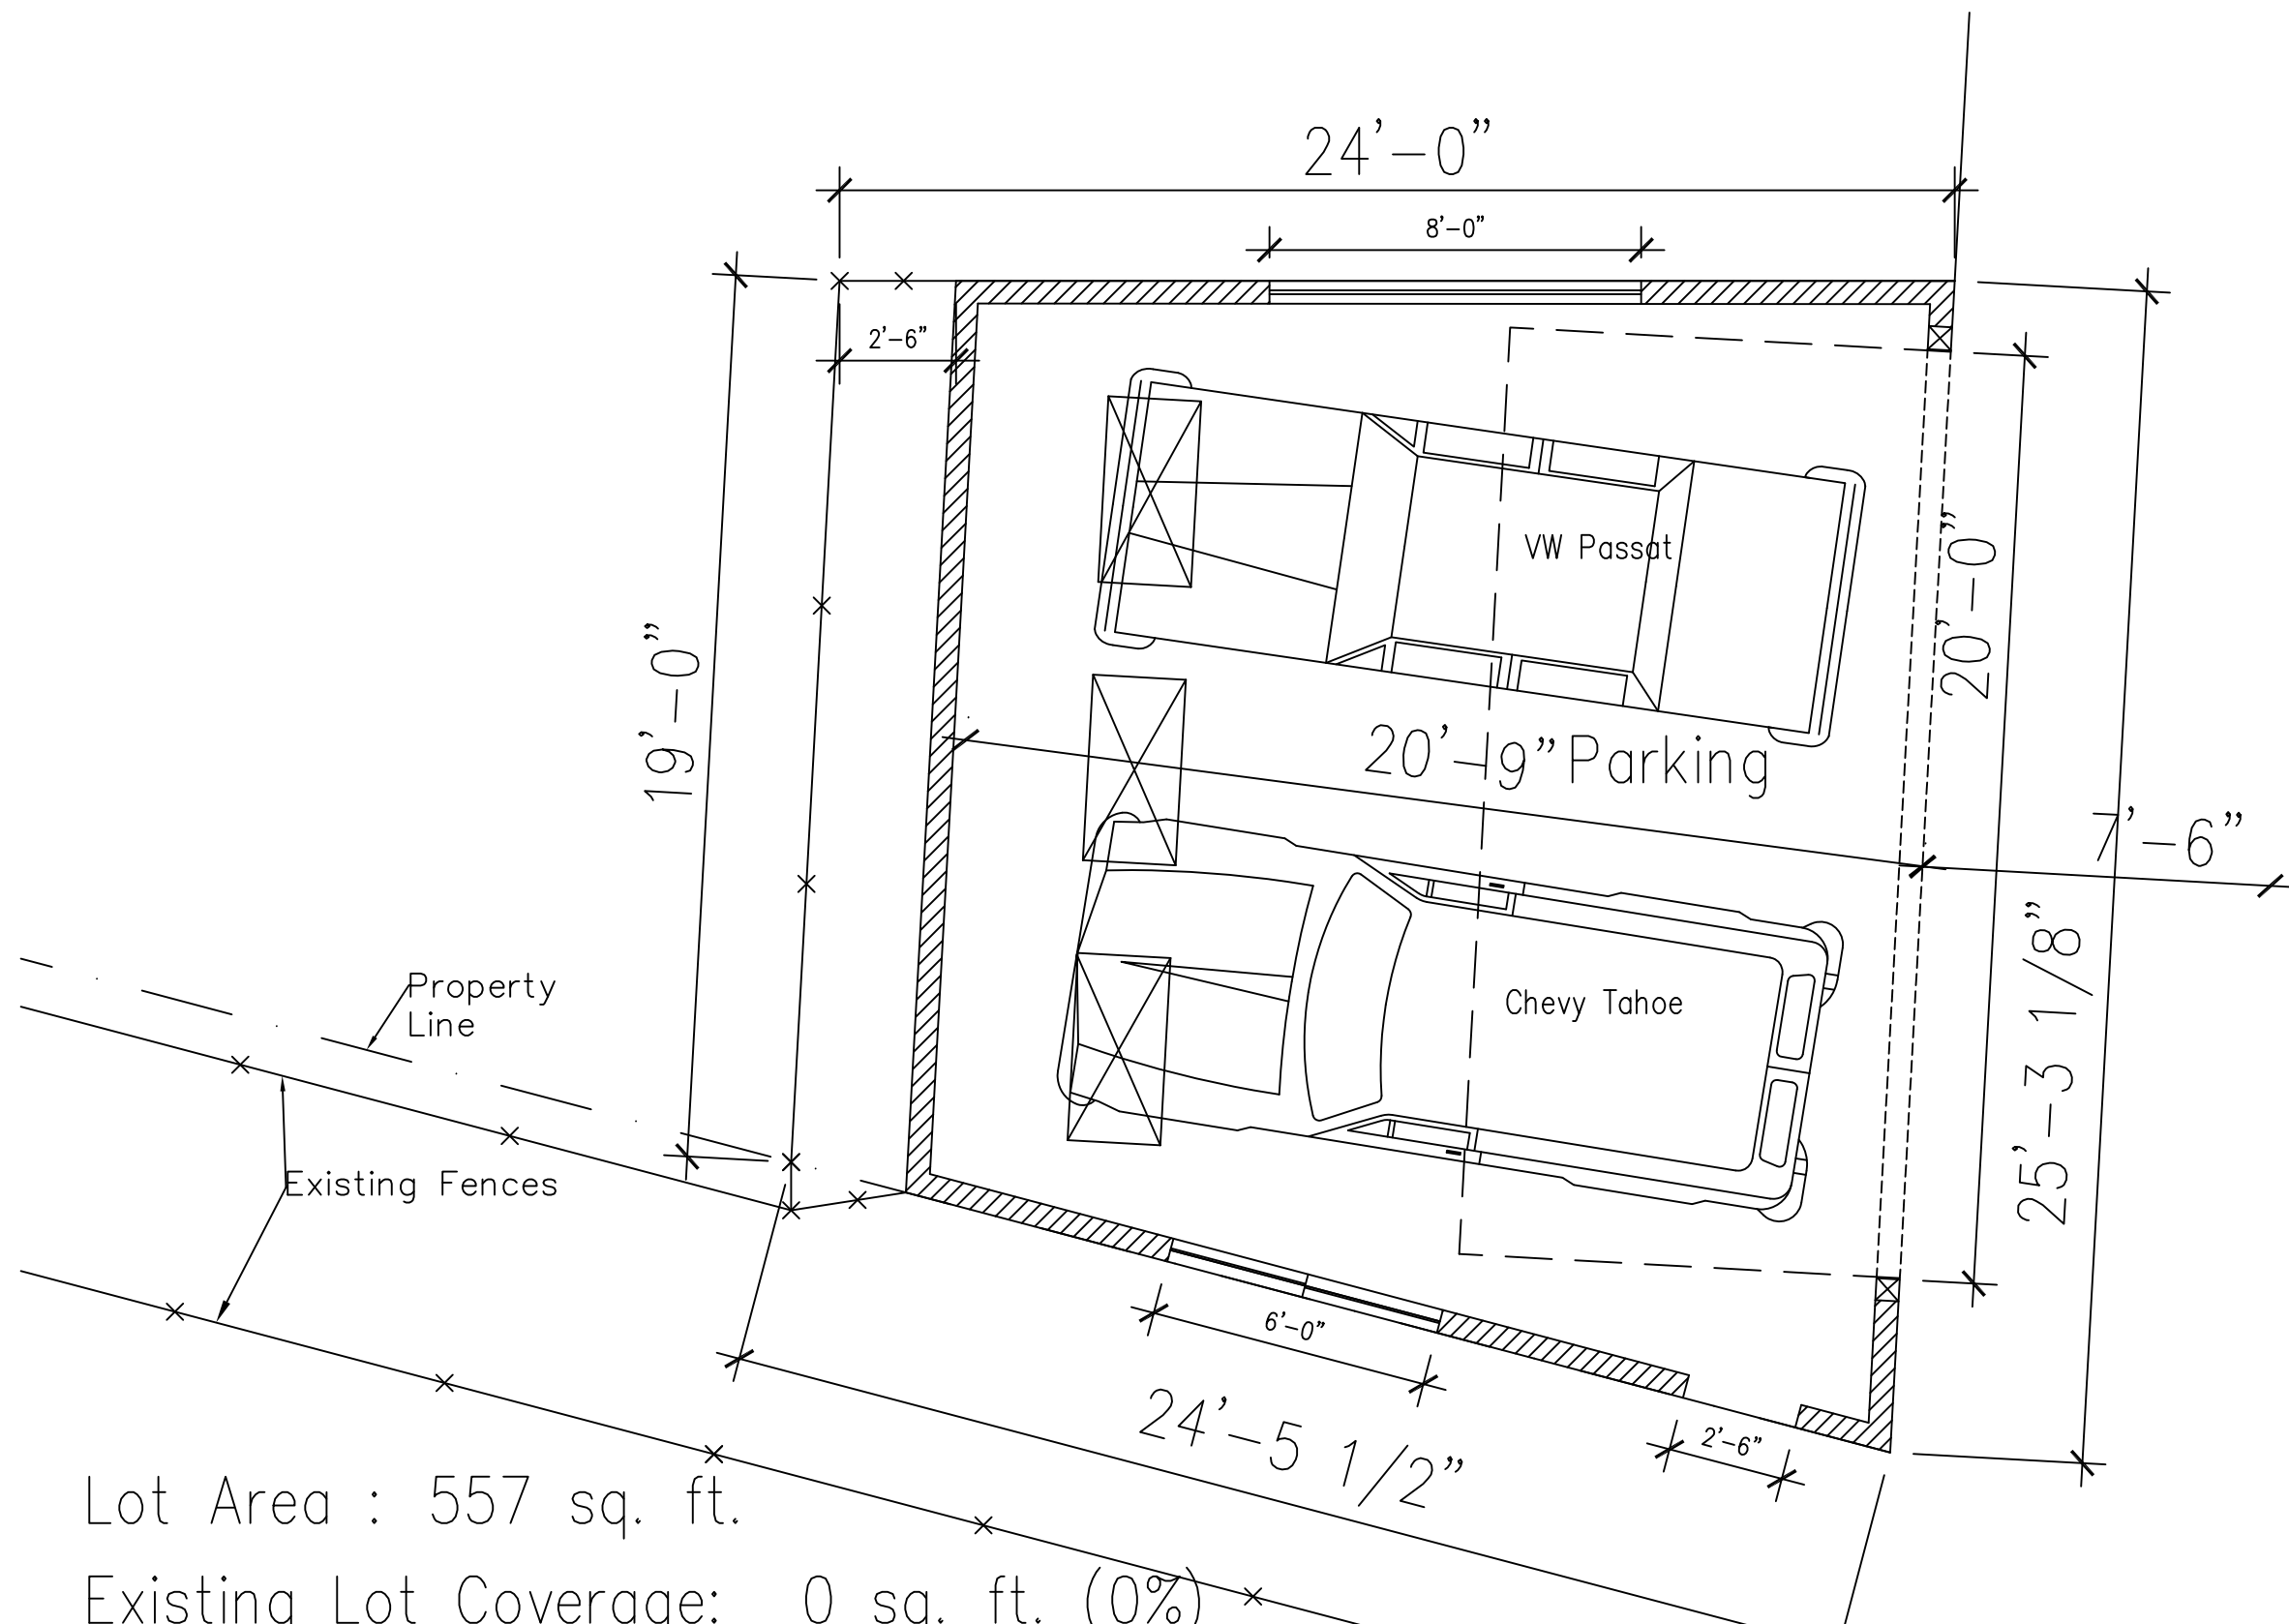 24'-0"
8'-0"
2'-6"
VW Passat
20'-0"
19'-0"
20'-19" Parking
7'-6"
Property
Line
Chevy Tahoe
25'-3 1/8"
Existing Fences
6'-0"
24'-5 1/2"
2'-6"
Lot Area : 557 sq. ft.
Existing Lot Coverage: 0 sq. ft. (0%)